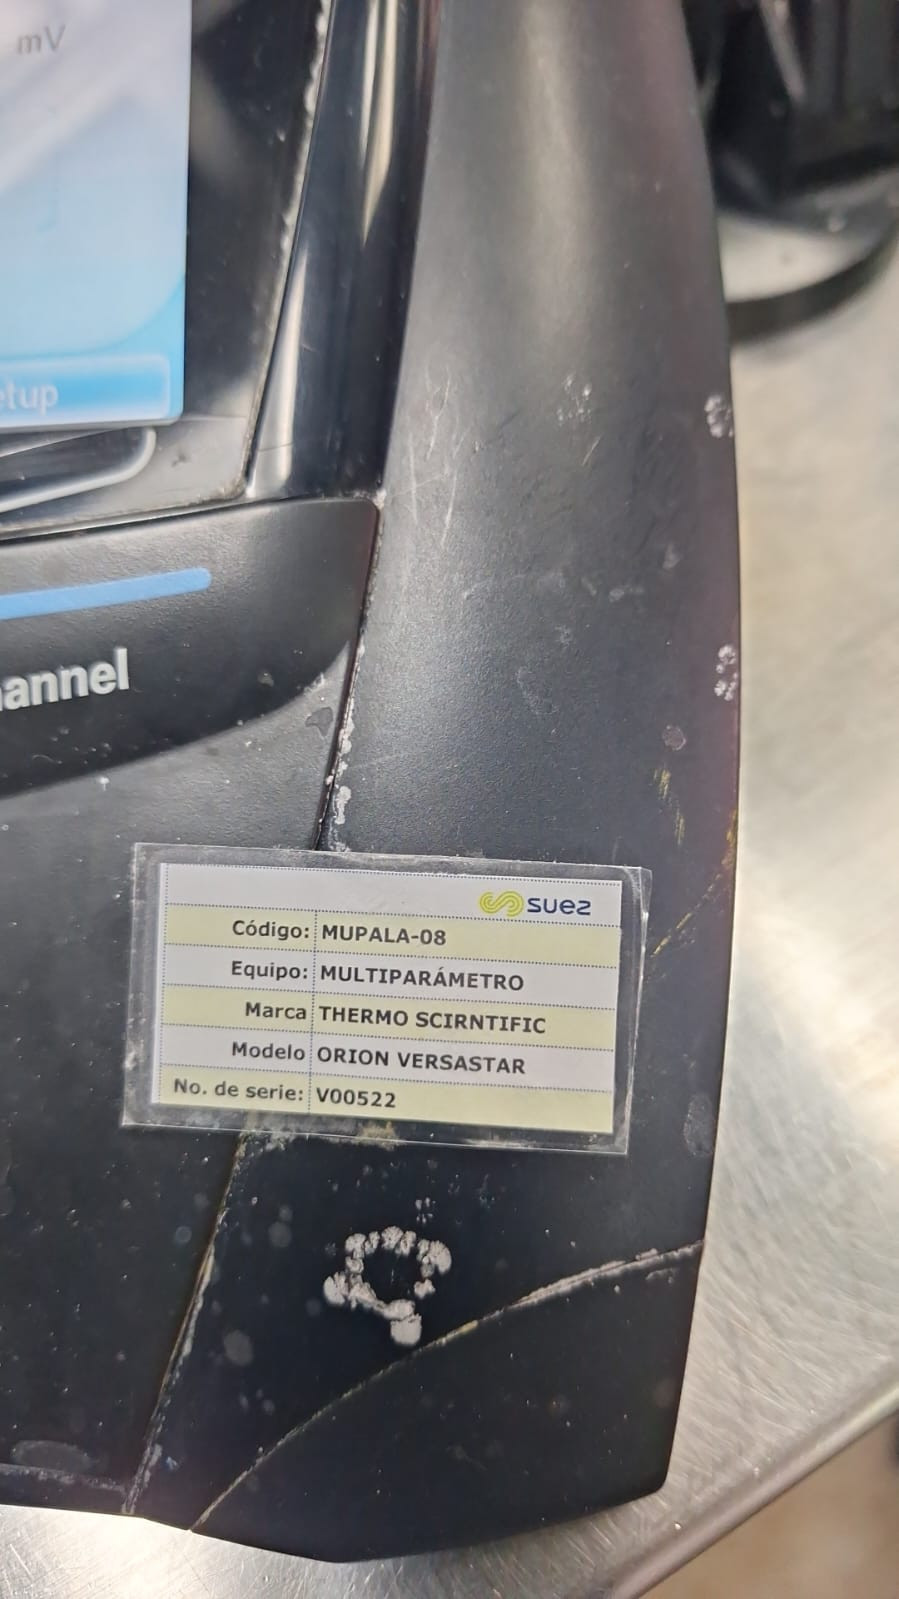 mV
etup
annel
suez
Código: MUPALA-08
Equipo: MULTIPARÁMETRO
Marca THERMO SCIRNTIFIC
Modelo ORION VERSASTAR
No. de serie: V00522